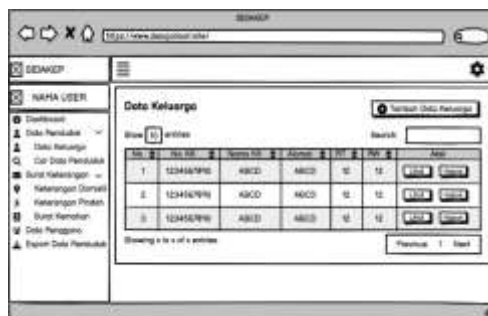 SIDAKEP
SIDAKEP
NAMA USER
Dashboard
Data Penduduk
Data Keluarga
Cari Data Penduduk
Surat Keterangan
Keterangan Domisili
Keterangan Pindah
Surat Kematian
Data Pengguna
Export Data Penduduk
Data Keluarga
Tambah Data Keluarga
Show 10 entries
Search:
No. No. KK Nama KK Alamat RT RW Aksi
1 ABCD ABCD 12 12
2 ABCD ABCD 12 12
3 ABCD ABCD 12 12
Showing x to x of x entries
Previous 1 Next